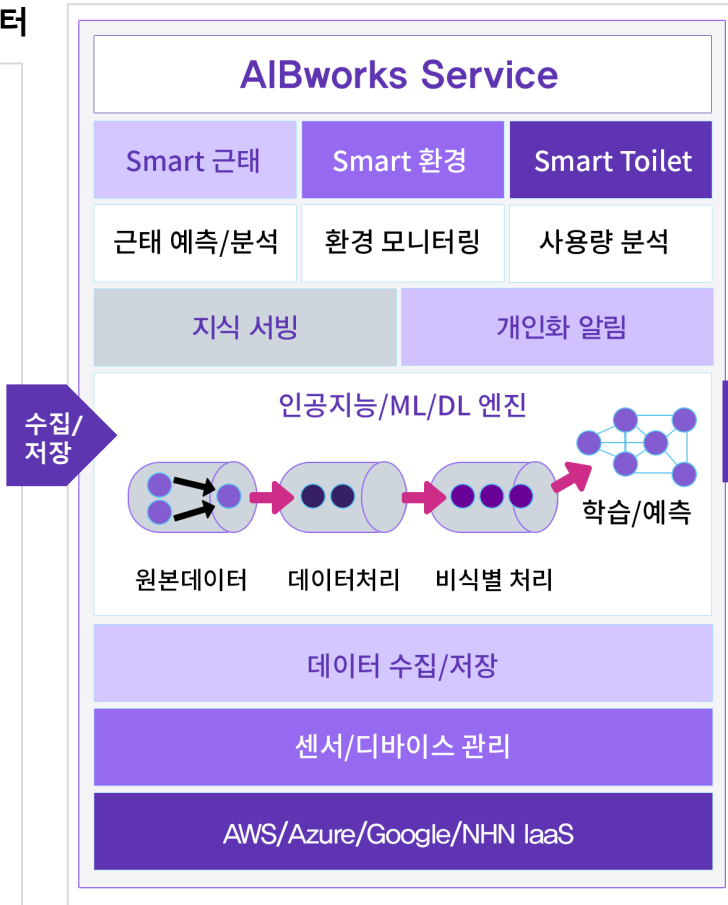 터
AIBworks Service
Smart 근태
Smart 환경
Smart Toilet
근태 예측/분석
환경 모니터링
사용량 분석
지식 서빙
개인화 알림
수집/
저장
인공지능/ML/DL 엔진
학습/예측
원본데이터
데이터처리
비식별 처리
데이터 수집/저장
센서/디바이스 관리
AWS/Azure/Google/NHN IaaS